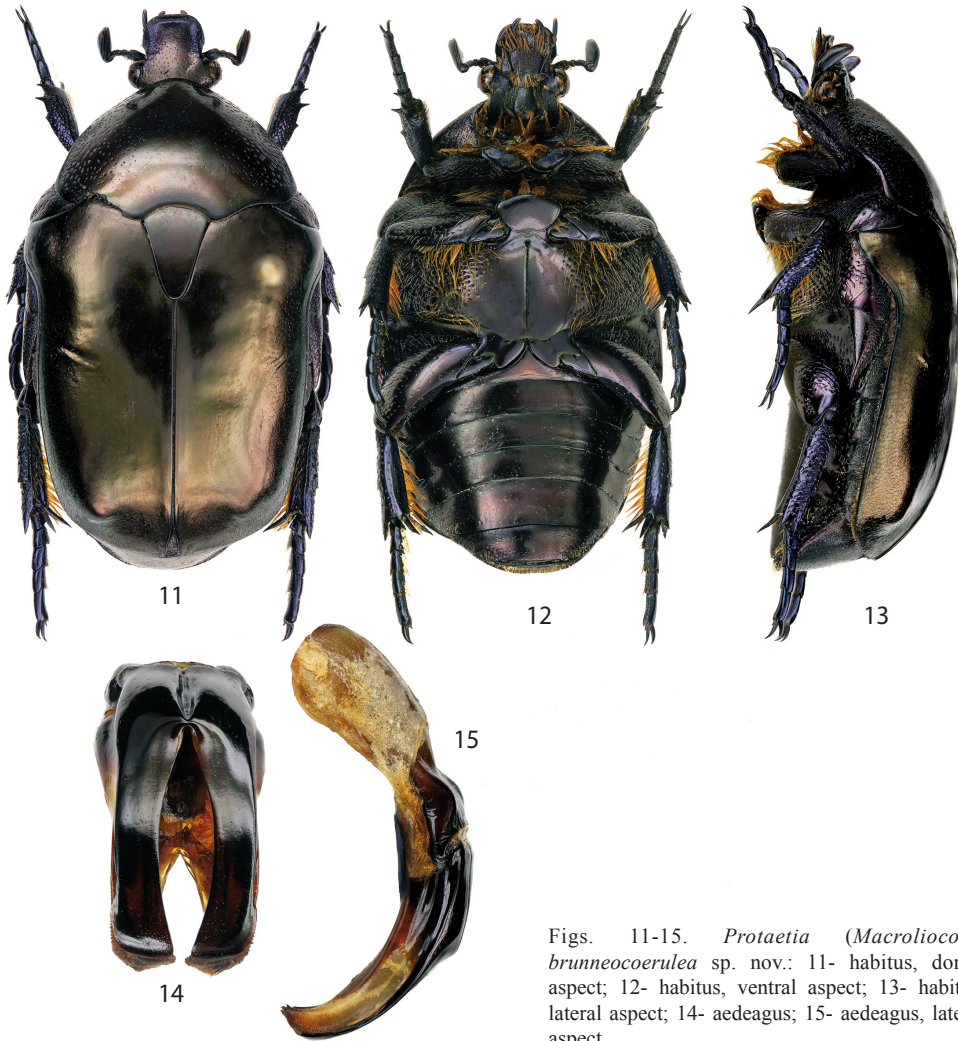 11
12
13
15
14
Figs. 11-15. Protaetia (Macrolioco
brunneocoerulea sp. nov.: 11- habitus, dor
aspect; 12- habitus, ventral aspect; 13- habit
lateral aspect; 14- aedeagus; 15- aedeagus, late
aspect